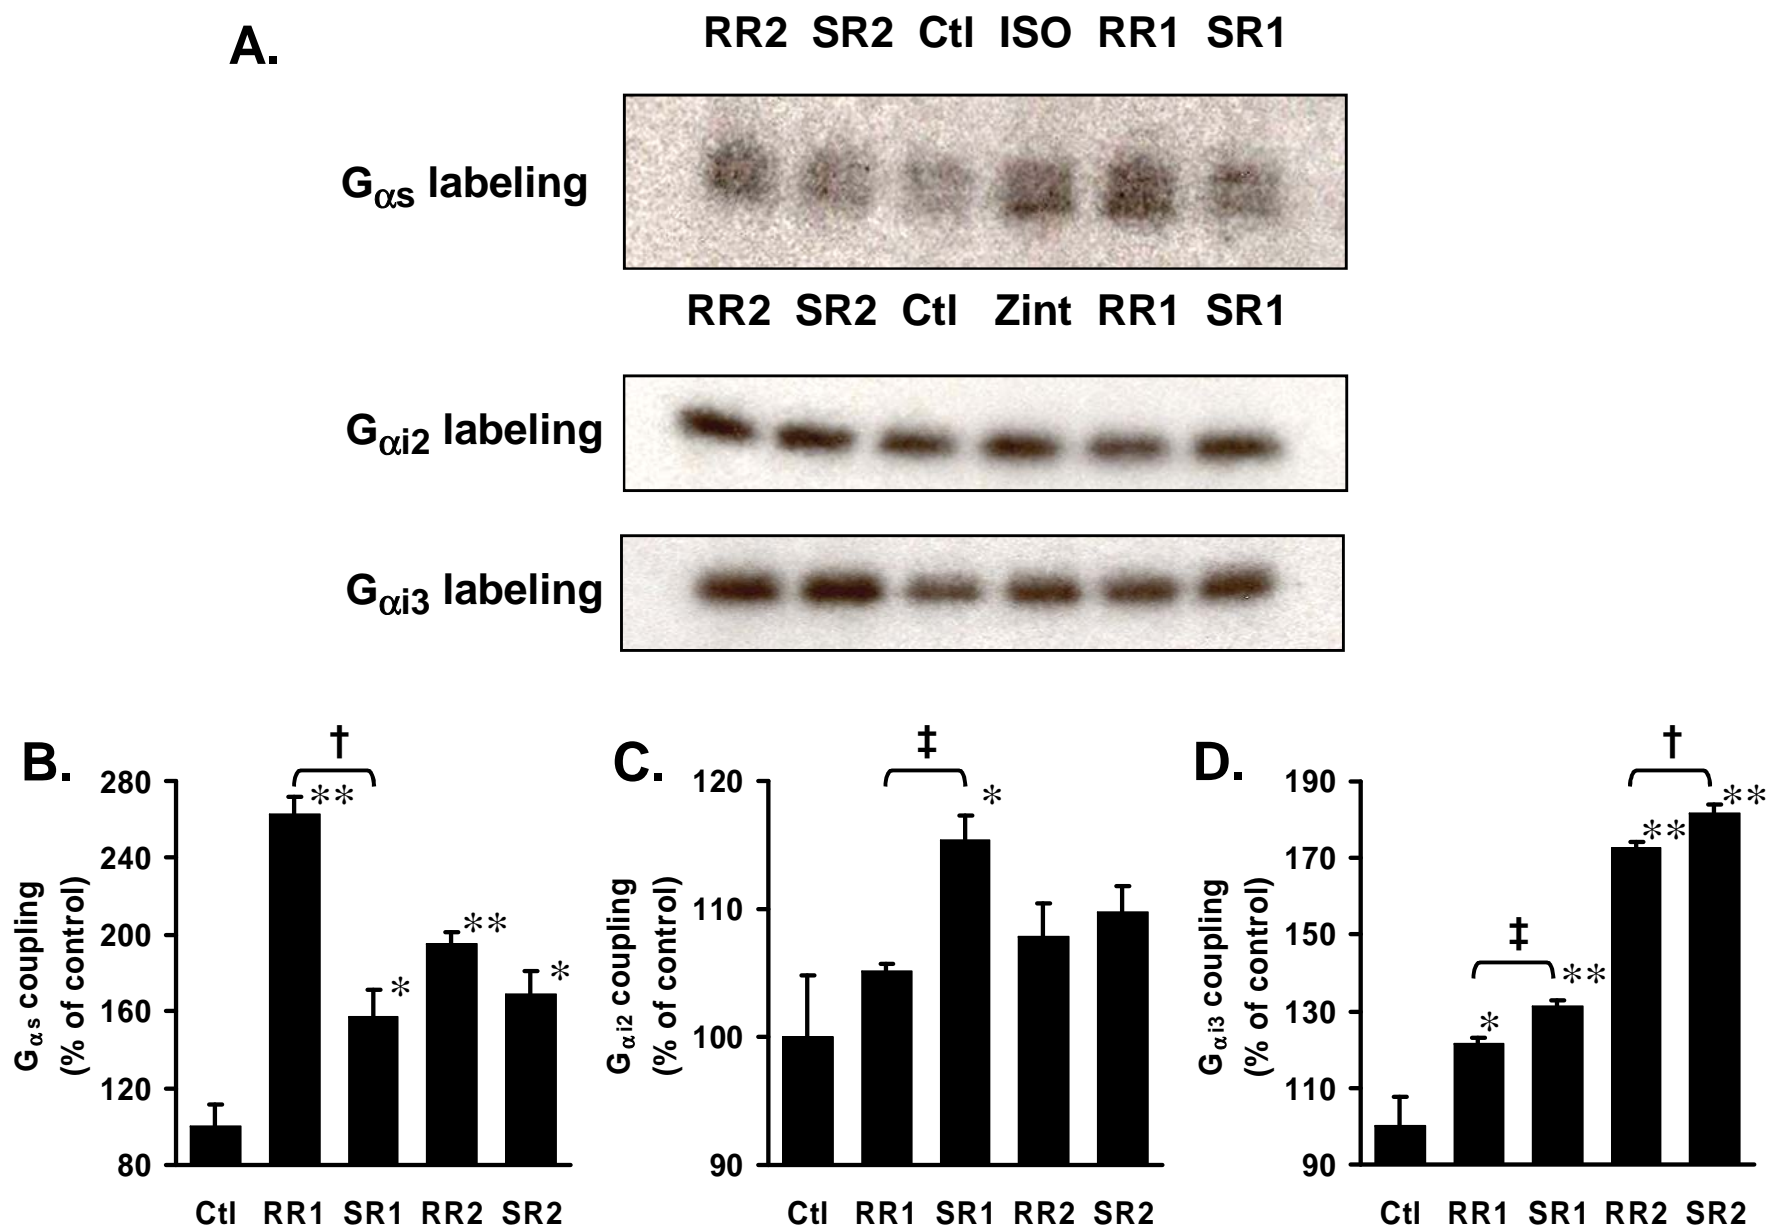 A.
RR2 SR2 Ctl ISO RR1 SR1
Gαs labeling
RR2 SR2 Ctl Zint RR1 SR1
Gαi2 labeling
Gαi3 labeling
B.
†
280
240
200
160
120
80
**
*
**
*
Gαs coupling
(% of control)
Ctl RR1 SR1 RR2 SR2
C.
‡
120
110
100
90
*
Gαi2 coupling
(% of control)
Ctl RR1 SR1 RR2 SR2
D.
†
190
170
150
130
110
90
‡
*
**
**
**
Gαi3 coupling
(% of control)
Ctl RR1 SR1 RR2 SR2